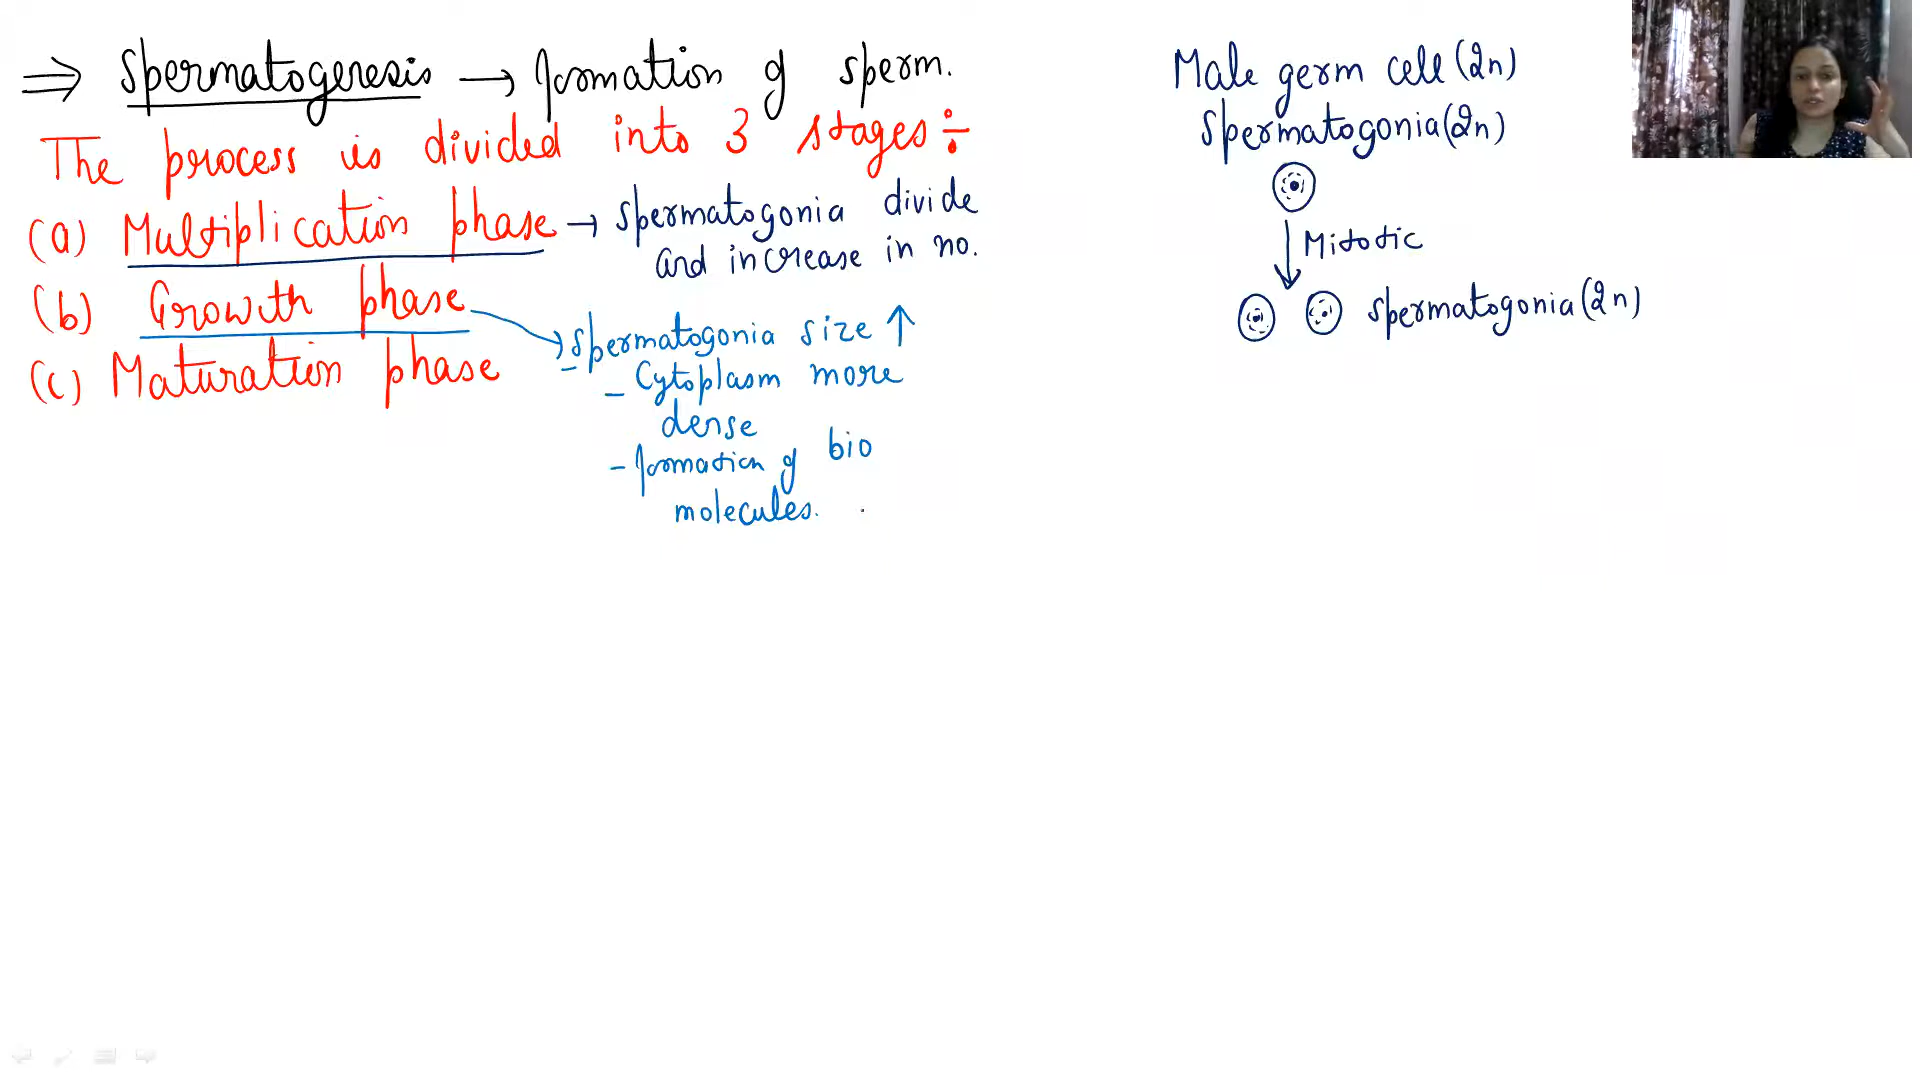 ⇒ Spermatogenesis → formation of sperm.
The process is divided into 3 stages ÷
(a) Multiplication phase → spermatogonia divide
and increase in no.
(b) Growth phase → spermatogonia size ↑
- Cytoplasm more
dense
- formation of bio
molecules.
(c) Maturation phase
Male germ cell (2n)
Spermatogonia (2n)
Mitotic
spermatogonia (2n)